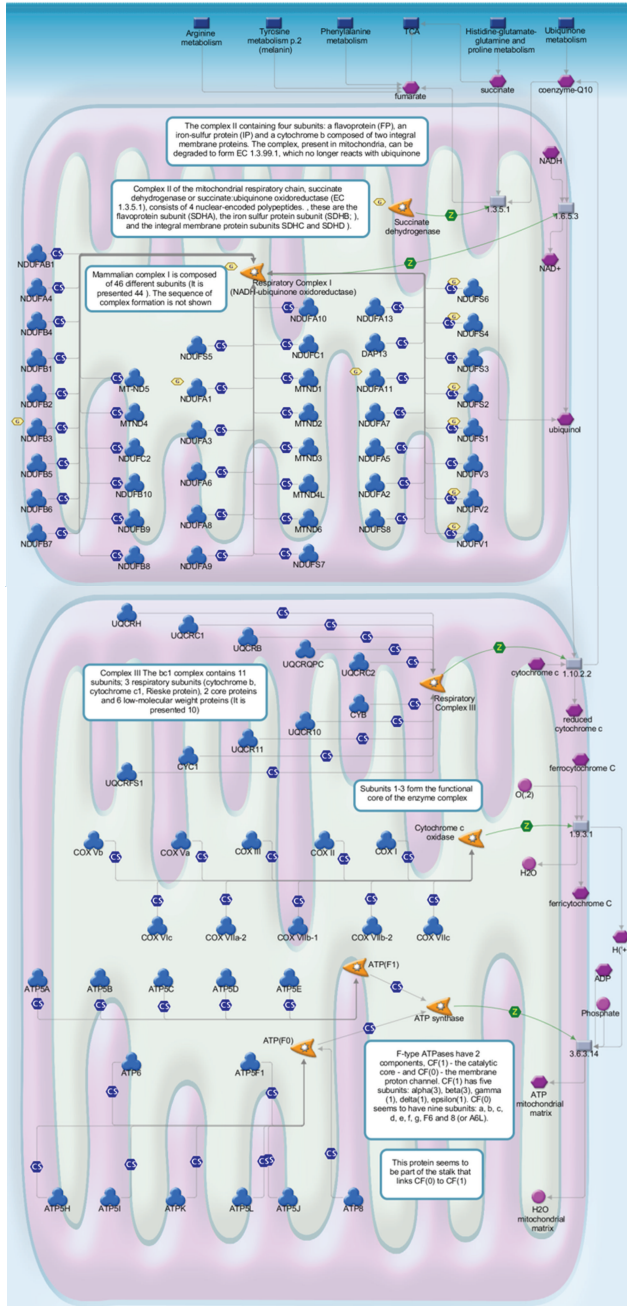 Arginine
metabolism
Tyrosine
metabolism p.2
(melanin)
Phenylalanine
metabolism
TCA
Histidine-glutamate-
glutamine and
proline metabolism
Ubiquinone
metabolism
fumarate
succinate
coenzyme-Q10
The complex II containing four subunits: a flavoprotein (FP), an
iron-sulfur protein (IP) and a cytochrome b composed of two integral
membrane proteins. The complex, present in mitochondria, can
be degraded to form EC 1.3.99.1, which no longer reacts with ubiquinone
NADH
Complex II of the mitochondrial respiratory chain, succinate
dehydrogenase or succinate:ubiquinone oxidoreductase (EC
1.3.5.1), consists of 4 nuclear-encoded polypeptides. , these are the
flavoprotein subunit (SDHA), the iron sulfur protein subunit (SDHB; ),
and the integral membrane protein subunits SDHC and SDHD ).
G
Succinate
dehydrogenase
Z
1.3.5.1
1.6.5.3
NAD+
Mammalian complex I is composed
of 46 different subunits (It is
presented 44 ). The sequence of
complex formation is not shown
G
Respiratory Complex I
(NADH-ubiquinone oxidoreductase)
Z
NDUFAB1
NDUFA4
NDUFB4
NDUFB1
NDUFB2
G
NDUFB3
NDUFB5
NDUFB6
NDUFB7
MT-ND5
MTND4
NDUFC2
NDUFB10
NDUFB9
NDUFB8
NDUFS5
G
NDUFA1
NDUFA3
NDUFA6
NDUFA8
NDUFA9
NDUFA10
NDUFC1
MTND1
MTND2
MTND3
MTND4L
MTND6
NDUFS7
NDUFA13
DAP13
G
NDUFA11
NDUFA7
NDUFA5
NDUFA2
NDUFS8
G
NDUFS6
G
NDUFS4
NDUFS3
G
NDUFS2
G
NDUFS1
NDUFV3
G
NDUFV2
G
NDUFV1
CS
ubiquinol
UQCRH
UQCRC1
UQCRB
UQCRQPC
UQCRC2
CYB
UQCR10
UQCR11
CYC1
UQCRFS1
CS
Complex III The bc1 complex contains 11
subunits; 3 respiratory subunits (cytochrome b,
cytochrome c1, Rieske protein), 2 core proteins
and 6 low-molecular weight proteins (It is
presented 10)
Respiratory
Complex III
Z
cytochrome c
1.10.2.2
reduced
cytochrome c
ferrocytochrome C
Subunits 1-3 form the functional
core of the enzyme complex
O(,2)
Cytochrome c
oxidase
Z
1.9.3.1
H2O
ferricytochrome C
COX Vb
COX Va
COX III
COX II
COX I
CS
COX VIc
COX VIIa-2
COX VIIb-1
COX VIIb-2
COX VIIc
H('+
ADP
Phosphate
ATP5A
ATP5B
ATP5C
ATP5D
ATP5E
CS
ATP(F1)
ATP synthase
Z
3.6.3.14
ATP(F0)
ATP6
ATP5F1
F-type ATPases have 2
components, CF(1) - the catalytic
core - and CF(0) - the membrane
proton channel. CF(1) has five
subunits: alpha(3), beta(3), gamma
(1), delta(1), epsilon(1). CF(0)
seems to have nine subunits: a, b, c,
d, e, f, g, F6 and 8 (or A6L).
ATP
mitochondrial
matrix
This protein seems to
be part of the stalk that
links CF(0) to CF(1)
CS
ATP5H
ATP5I
ATPK
ATP5L
ATP5J
ATP8
H2O
mitochondrial
matrix